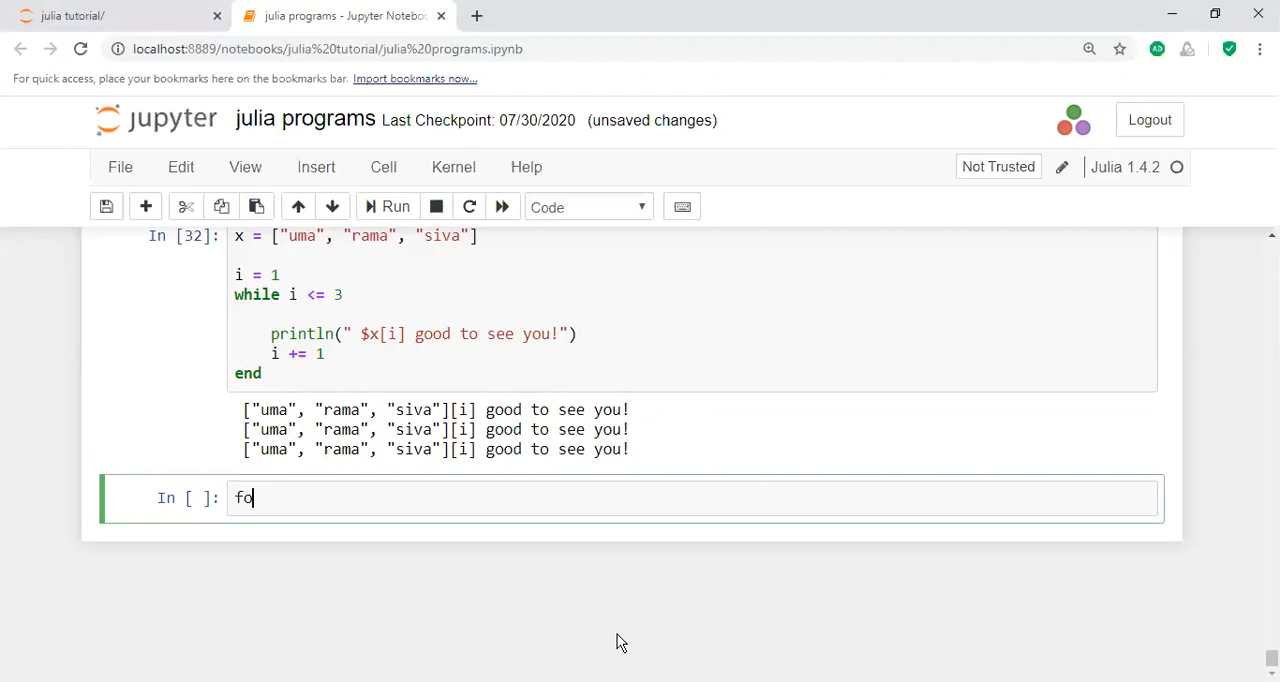 julia tutorial/
julia programs - Jupyter Notebo
localhost:8889/notebooks/julia%20tutorial/julia%20programs.ipynb
For quick access, place your bookmarks here on the bookmarks bar. Import bookmarks now...
jupyter julia programs Last Checkpoint: 07/30/2020 (unsaved changes)
Logout
File Edit View Insert Cell Kernel Help
Not Trusted
Julia 1.4.2
Run
Code
In [32]: x = ["uma", "rama", "siva"]
i = 1
while i <= 3
println(" $x[i] good to see you!")
i += 1
end
["uma", "rama", "siva"][i] good to see you!
["uma", "rama", "siva"][i] good to see you!
["uma", "rama", "siva"][i] good to see you!
In [ ]: fo